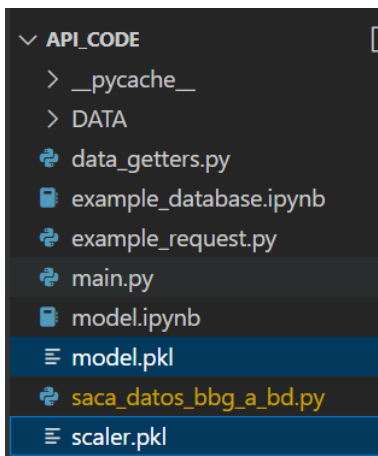 API_CODE
__pycache__
DATA
data_getters.py
example_database.ipynb
example_request.py
main.py
model.ipynb
model.pkl
saca_datos_bbg_a_bd.py
scaler.pkl